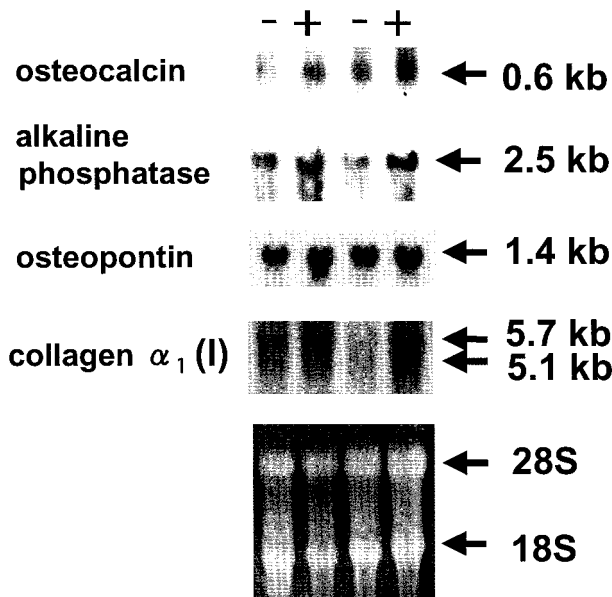 - + - +
osteocalcin 0.6 kb
alkaline
phosphatase 2.5 kb
osteopontin 1.4 kb
collagen α₁ (I) 5.7 kb
5.1 kb
28S
18S